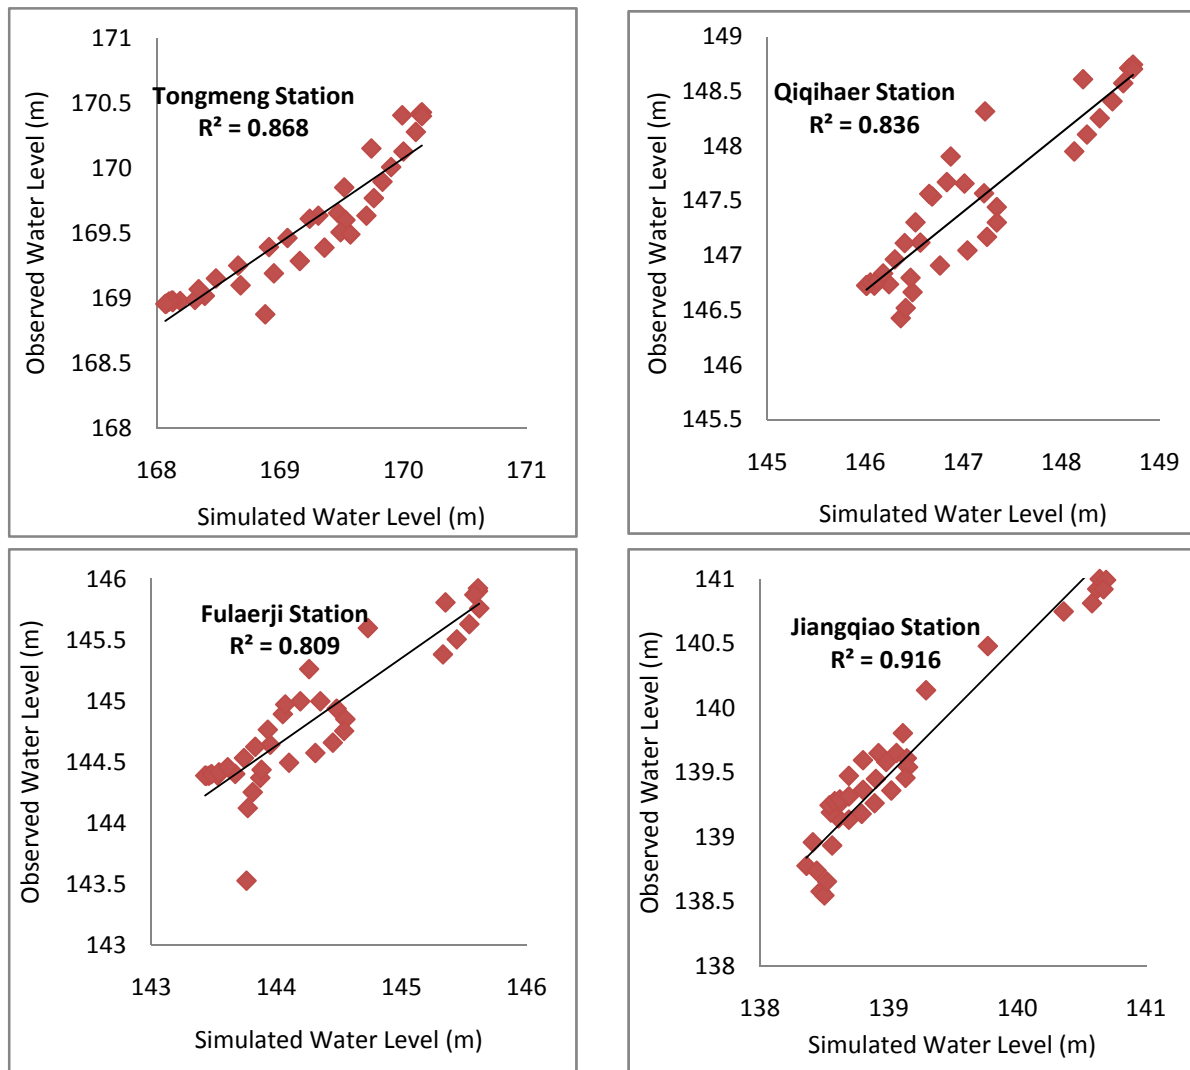 171
170.5
170
169.5
169
168.5
168
Observed Water Level (m)
Tongmeng Station
R² = 0.868
168 169 170 171
Simulated Water Level (m)
149
148.5
148
147.5
147
146.5
146
145.5
Observed Water Level (m)
Qiqihaer Station
R² = 0.836
145 146 147 148 149
Simulated Water Level (m)
146
145.5
145
144.5
144
143.5
143
Observed Water Level (m)
Fulaerji Station
R² = 0.809
143 144 145 146
Simulated Water Level (m)
141
140.5
140
139.5
139
138.5
138
Observed Water Level (m)
Jiangqiao Station
R² = 0.916
138 139 140 141
Simulated Water Level (m)